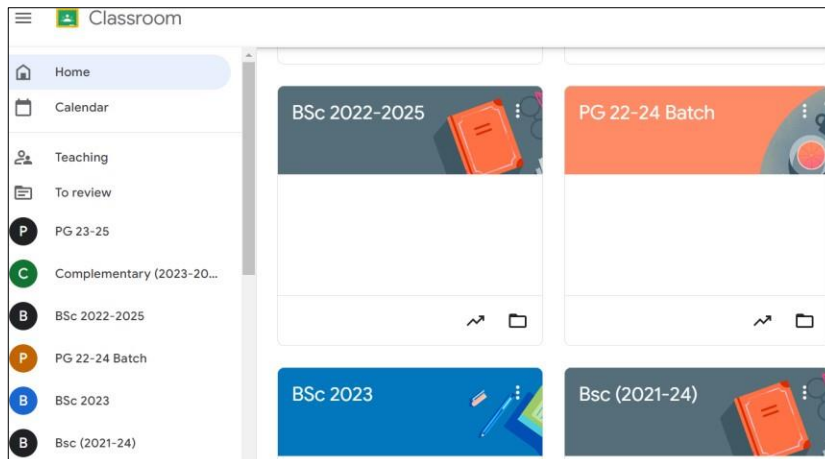 Classroom
Home
Calendar
Teaching
To review
P PG 23-25
C Complementary (2023-20...
B BSc 2022-2025
P PG 22-24 Batch
B BSc 2023
B Bsc (2021-24)
BSc 2022-2025
PG 22-24 Batch
BSc 2023
Bsc (2021-24)